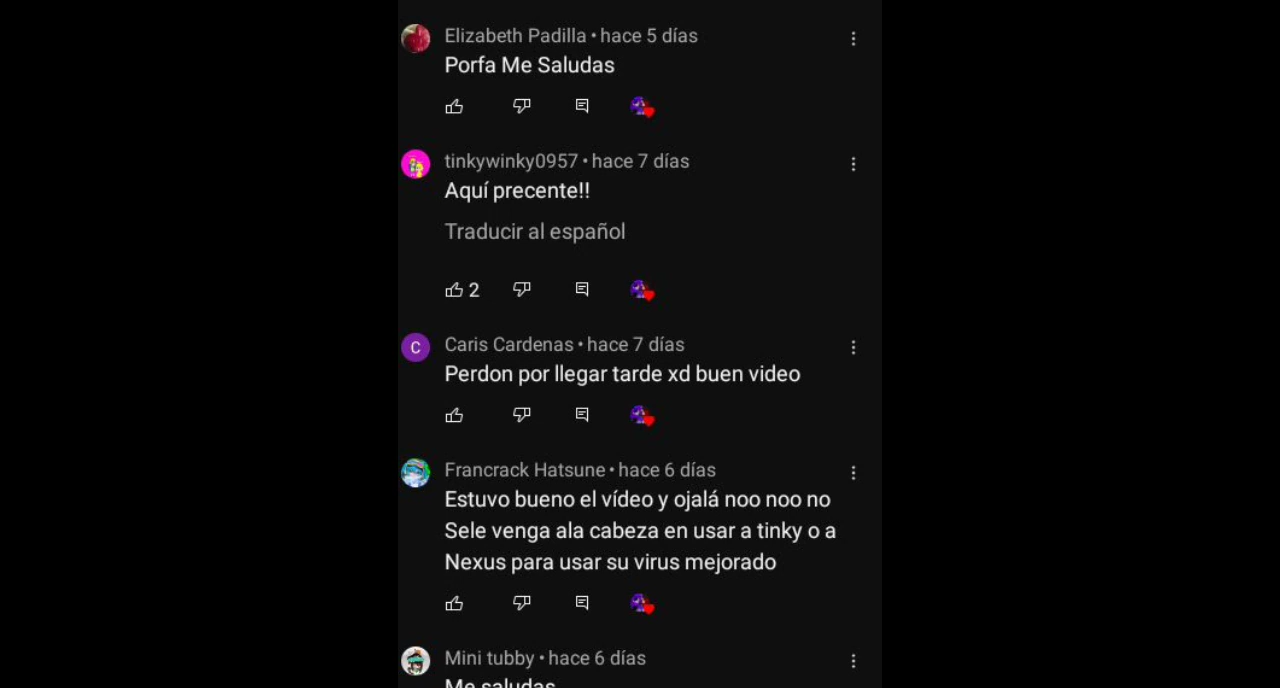 Elizabeth Padilla • hace 5 días
Porfa Me Saludas
tinkywinky0957 • hace 7 días
Aquí precente!!
Traducir al español
2
C
Caris Cardenas • hace 7 días
Perdon por llegar tarde xd buen video
Francrack Hatsune • hace 6 días
Estuvo bueno el vídeo y ojalá noo noo no
Sele venga ala cabeza en usar a tinky o a
Nexus para usar su virus mejorado
Mini tubby • hace 6 días
Me saludas